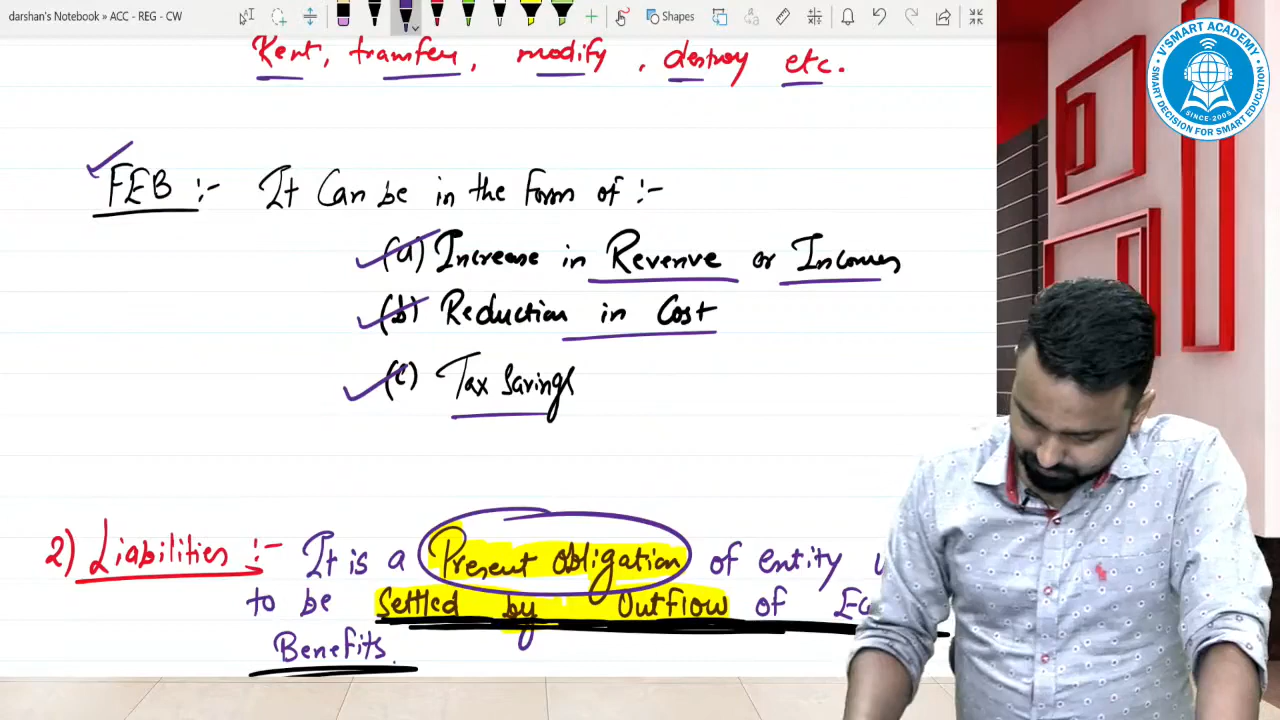 darshan's Notebook » ACC - REG - CW
Shapes
V'SMART ACADEMY
SMART DECISION FOR SMART EDUCATION
SINCE-2005
Rent, transfer, modify, destroy etc.
FEB :- It Can be in the Form of :-
(a) Increase in Revenue or Incomes
(b) Reduction in Cost
(c) Tax Savings
2) Liabilities :- It is a Present obligation of entity
to be Settled by Outflow of
Benefits.